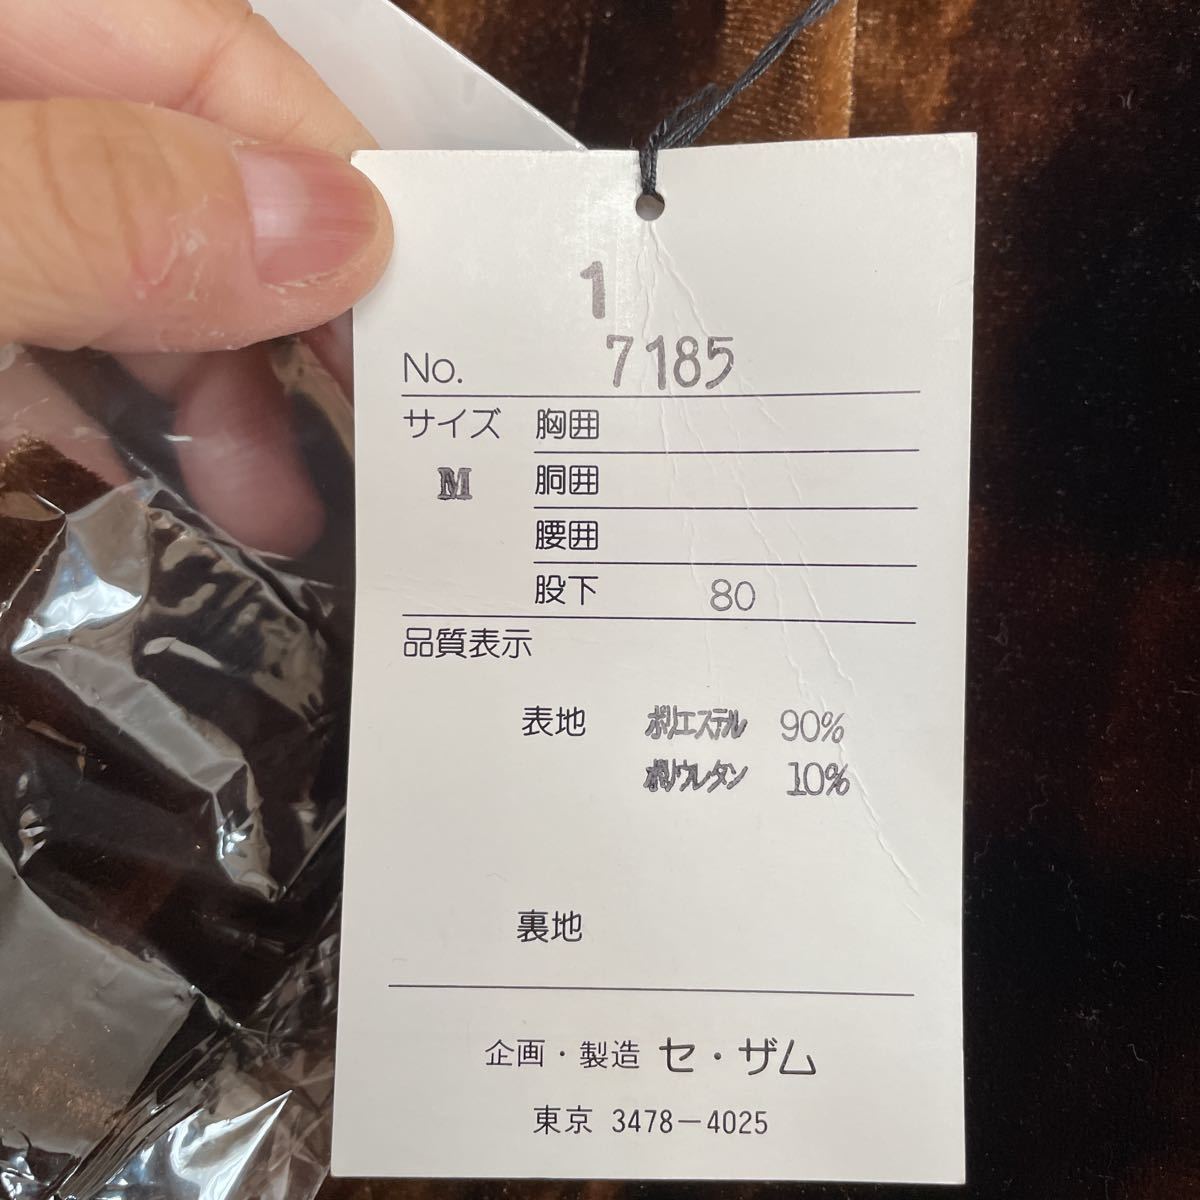 1
No. 7185
サイズ 胸囲
M 胴囲
腰囲
股下 80
品質表示
表地 ポリエステル 90%
ポリウレタン 10%
裏地
企画・製造 セ・ザム
東京 3478-4025